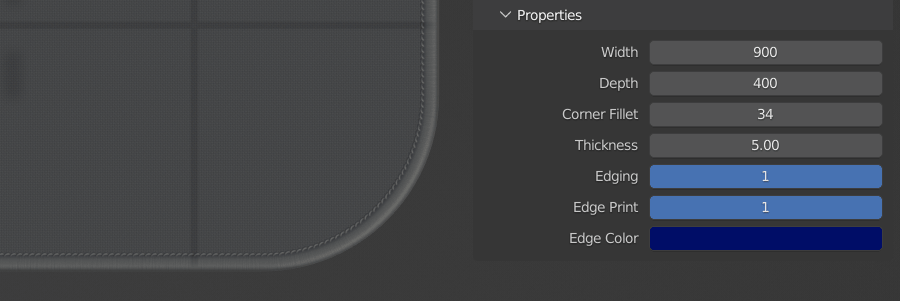 Properties
Width 900
Depth 400
Corner Fillet 34
Thickness 5.00
Edging 1
Edge Print 1
Edge Color